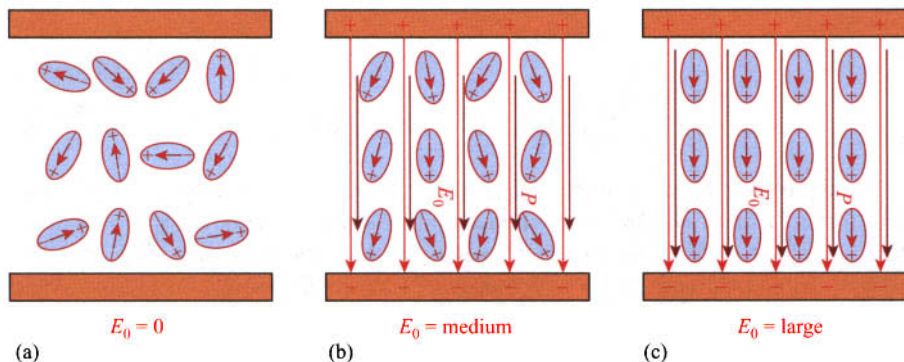 + + + + +
+ + + + +
E₀ P
E₀ P
− − − − −
− − − − −
E₀ = 0
E₀ = medium
E₀ = large
(a)
(b)
(c)